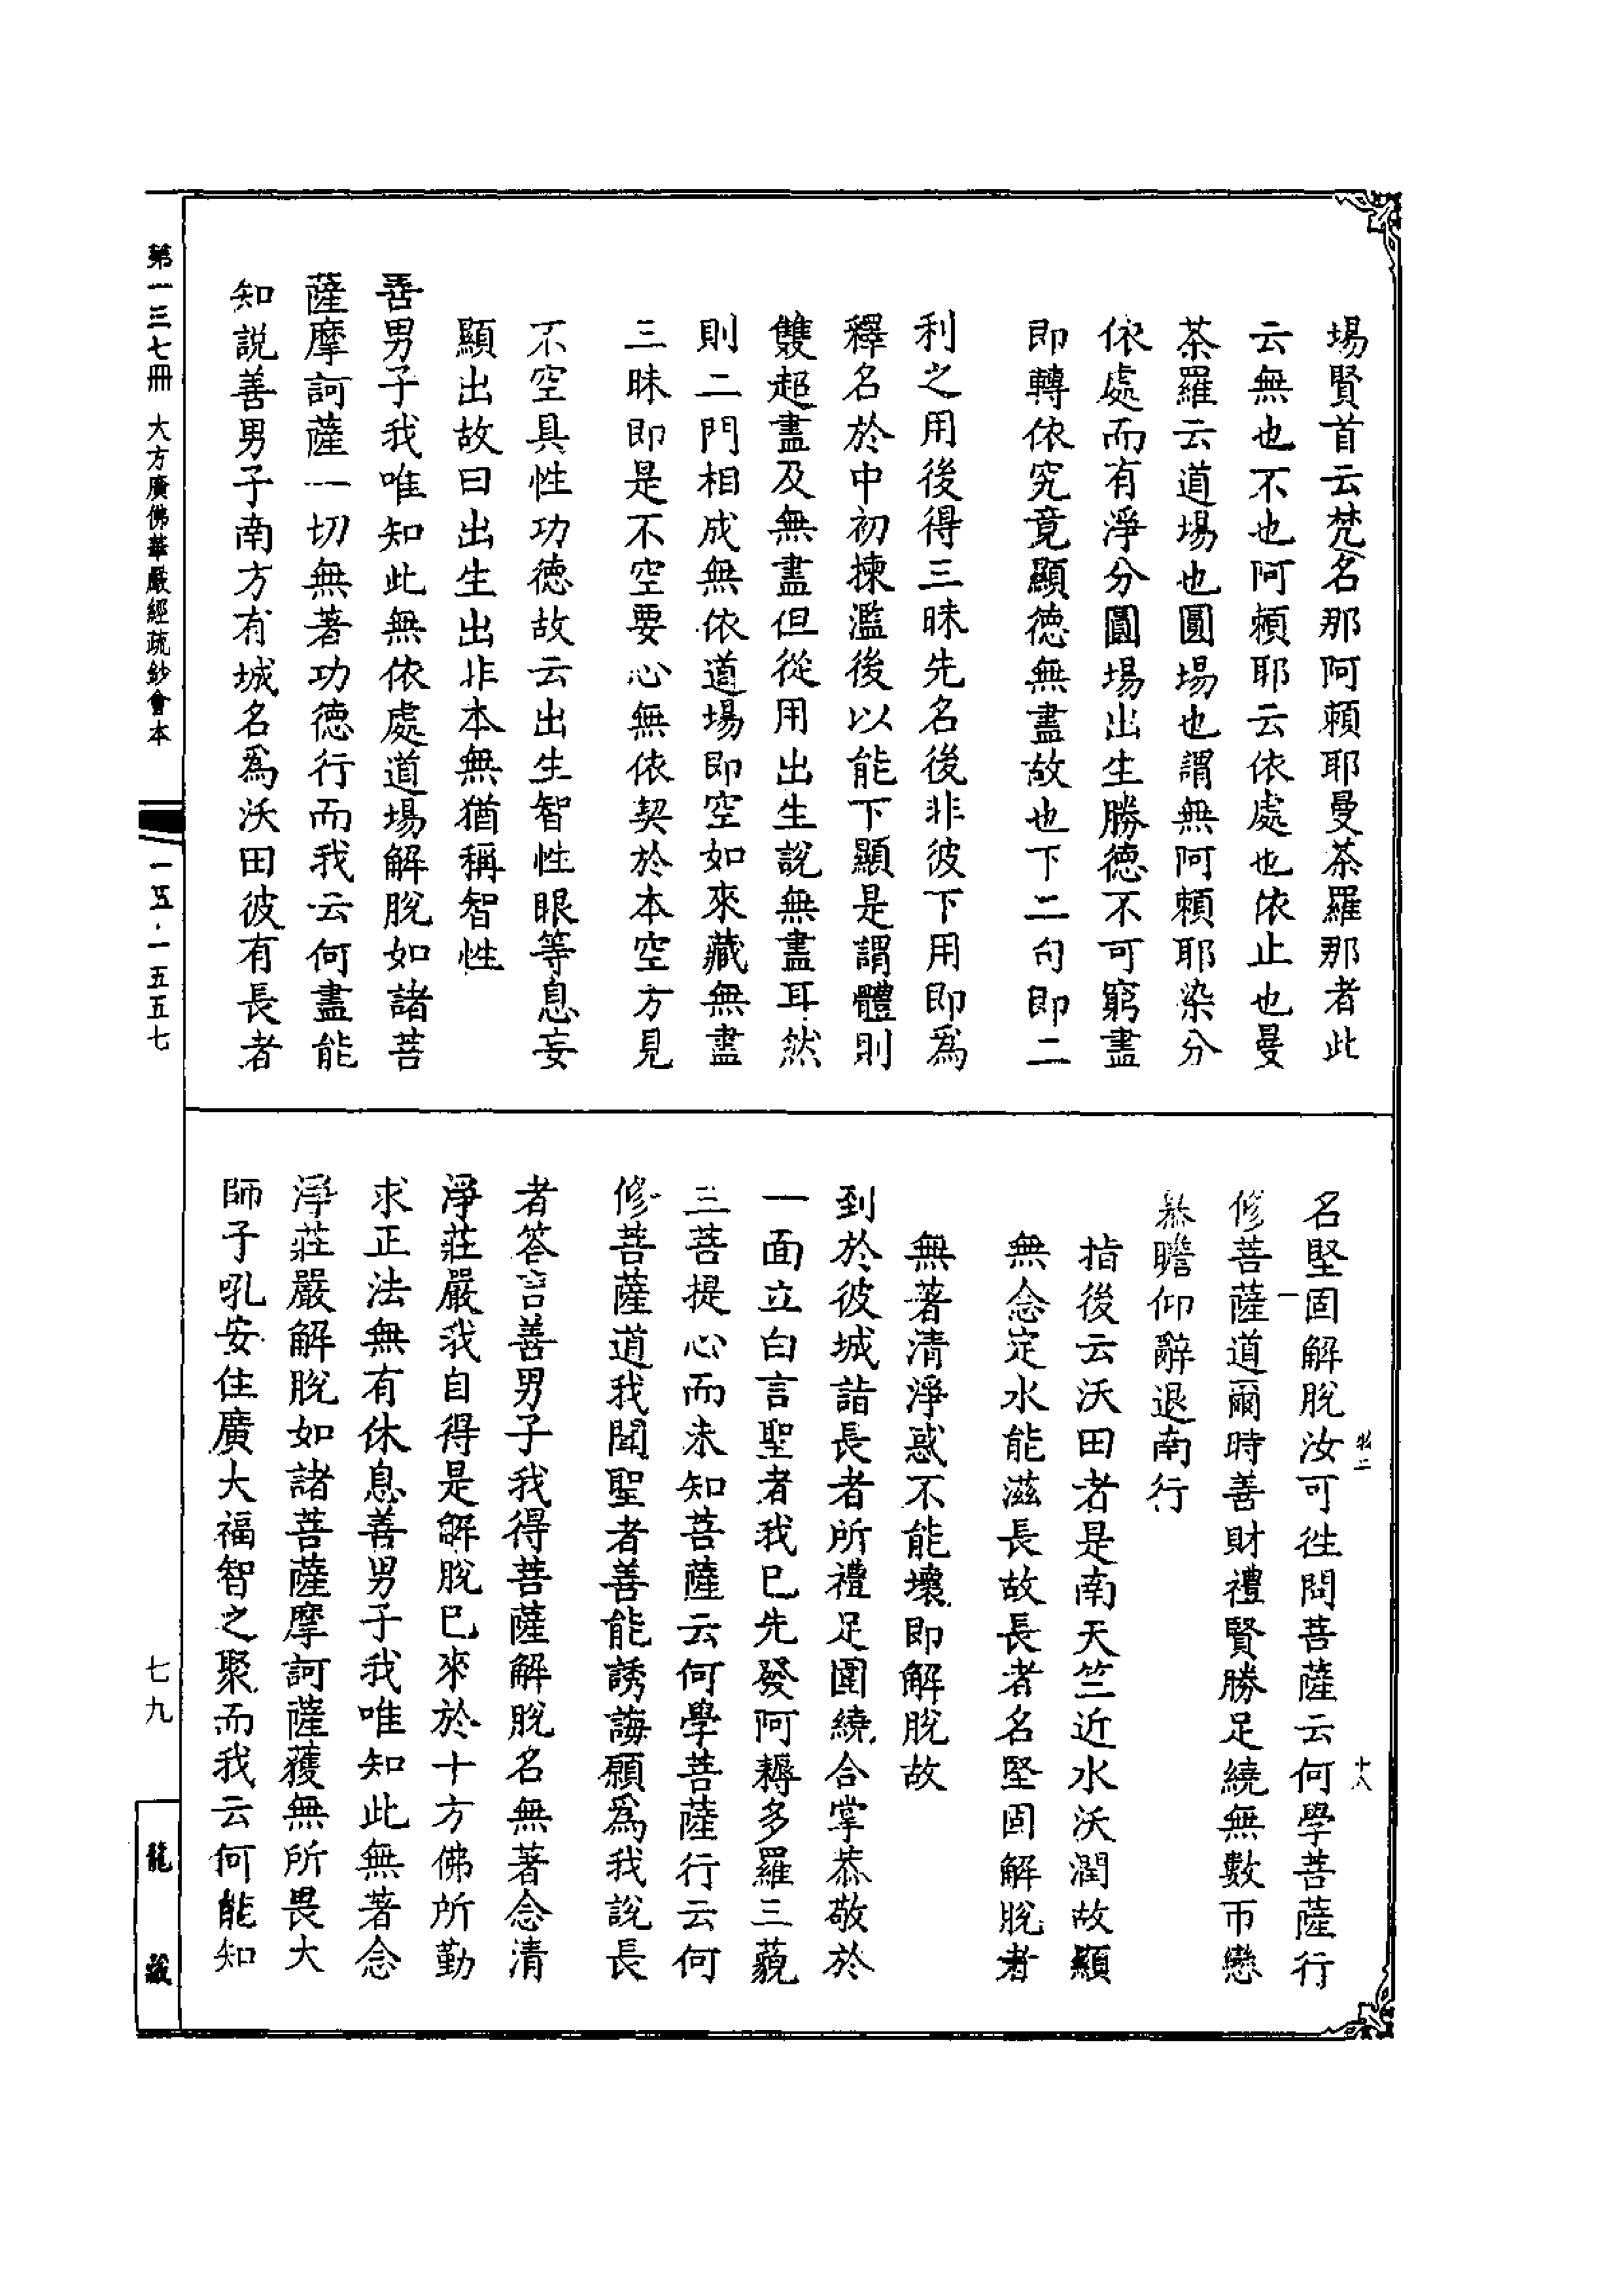 場賢首云梵名那阿賴耶曼茶羅那者此
云無也不也阿賴耶云依處也依止也曼
茶羅云道場也圓場也謂無阿賴耶染分
依處而有淨分圓場出生勝德不可窮盡
即轉依究竟顯德無盡故也下二句即二
利之用後得三昧先名後非彼下用即爲
釋名於中初揀濫後以能下顯是謂體則
雙超盡及無盡但從用出生說無盡耳然
則二門相成無依道場即空如來藏無盡
三昧即是不空要心無依契於本空方見
不空具性功德故云出生智性眼等息妄
顯出故曰出生出非本無猶稱智性
善男子我唯知此無依處道場解脫如諸菩
薩摩訶薩一切無著功德行而我云何盡能
知說善男子南方有城名爲沃田彼有長者
名堅固解脫汝可徃問菩薩云何學菩薩行
修菩薩道爾時善財禮賢勝足繞無數帀戀
慕瞻仰辭退南行
指後云沃田者是南天竺近水沃潤故顯
無念定水能滋長故長者名堅固解脫者
無著清淨惑不能壞即解脫故
到於彼城詣長者所禮足圍繞合掌恭敬於
一面立白言聖者我已先發阿耨多羅三藐
三菩提心而未知菩薩云何學菩薩行云何
修菩薩道我聞聖者善能誘誨願爲我說長
者答言善男子我得菩薩解脫名無著念清
淨莊嚴我自得是解脫已來於十方佛所勤
求正法無有休息善男子我唯知此無著念
淨莊嚴解脫如諸菩薩摩訶薩獲無所畏大
師子吼安住廣大福智之聚而我云何能知
十八
第一三七冊 大方廣佛華嚴經疏鈔會本
一五·一五五七
七九
龍藏